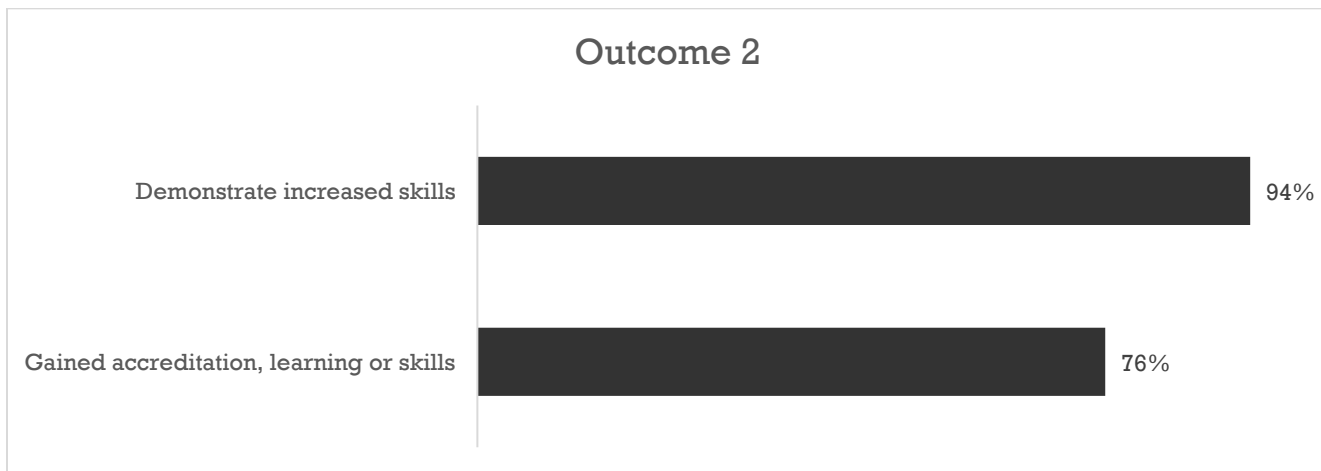 Outcome 2
Demonstrate increased skills
94%
Gained accreditation, learning or skills
76%